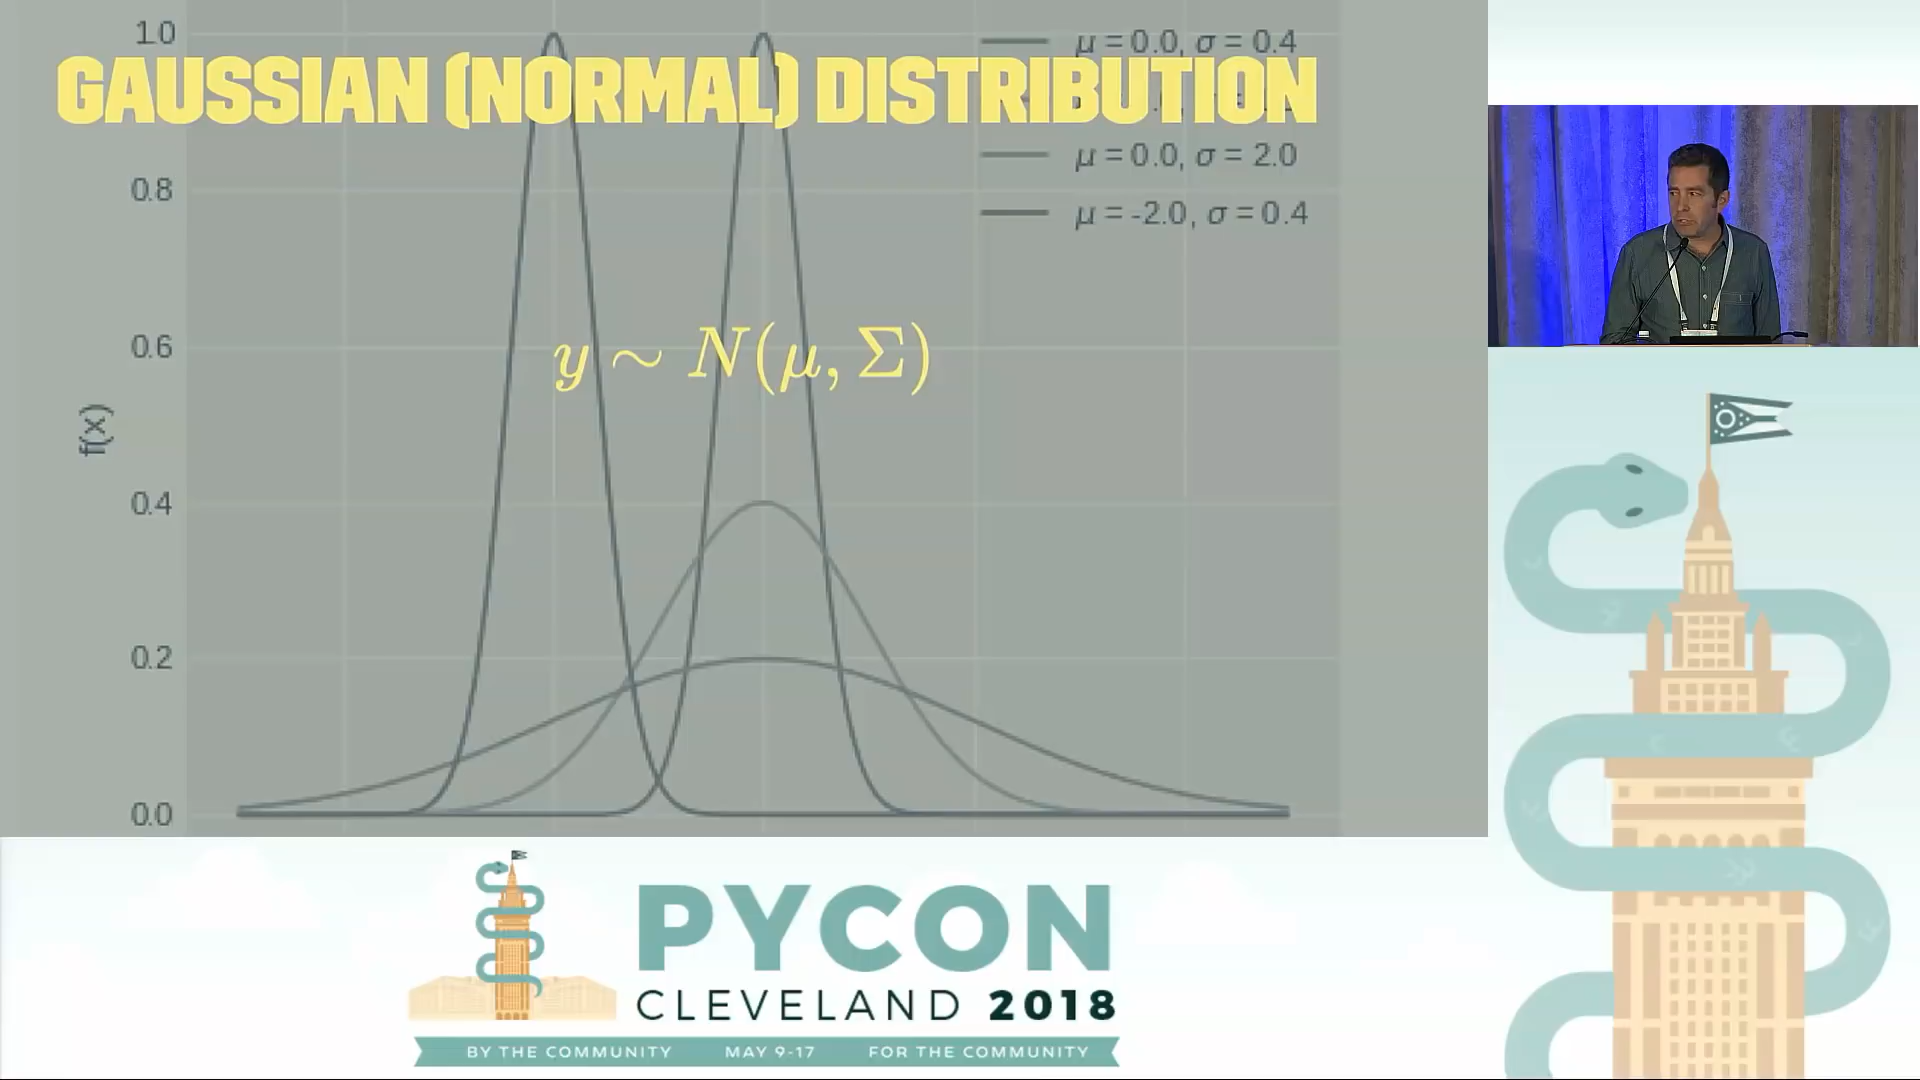 GAUSSIAN (NORMAL) DISTRIBUTION
y ∼ N(μ, Σ)
1.0
0.8
0.6
0.4
0.2
0.0
f(x)
μ = 0.0, σ = 0.4
μ = 0.0, σ = 2.0
μ = -2.0, σ = 0.4
PYCON
CLEVELAND 2018
BY THE COMMUNITY MAY 9-17 FOR THE COMMUNITY